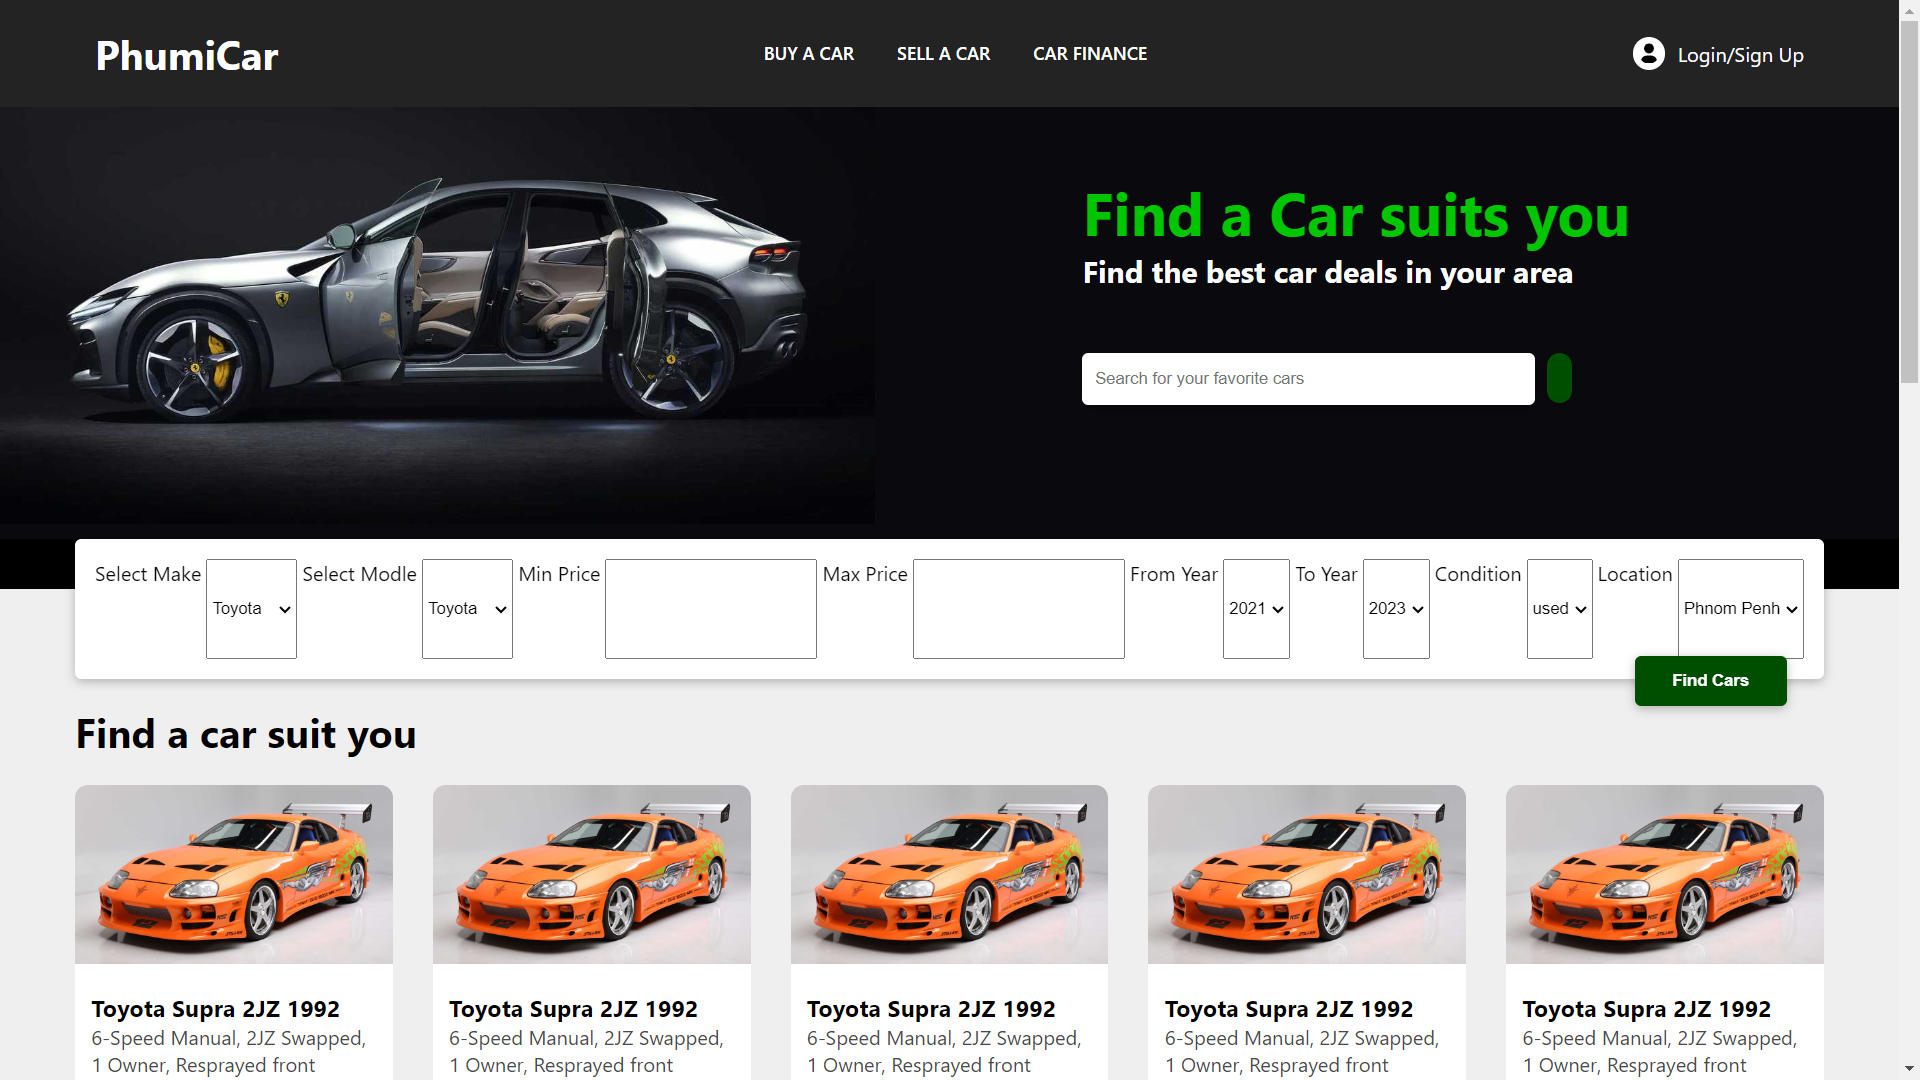 PhumiCar
BUY A CAR
SELL A CAR
CAR FINANCE
Login/Sign Up
Find a Car suits you
Find the best car deals in your area
Search for your favorite cars
Select Make
Toyota
Select Modle
Toyota
Min Price
Max Price
From Year
2021
To Year
2023
Condition
used
Location
Phnom Penh
Find Cars
Find a car suit you
Toyota Supra 2JZ 1992
6-Speed Manual, 2JZ Swapped,
1 Owner, Resprayed front
Toyota Supra 2JZ 1992
6-Speed Manual, 2JZ Swapped,
1 Owner, Resprayed front
Toyota Supra 2JZ 1992
6-Speed Manual, 2JZ Swapped,
1 Owner, Resprayed front
Toyota Supra 2JZ 1992
6-Speed Manual, 2JZ Swapped,
1 Owner, Resprayed front
Toyota Supra 2JZ 1992
6-Speed Manual, 2JZ Swapped,
1 Owner, Resprayed front